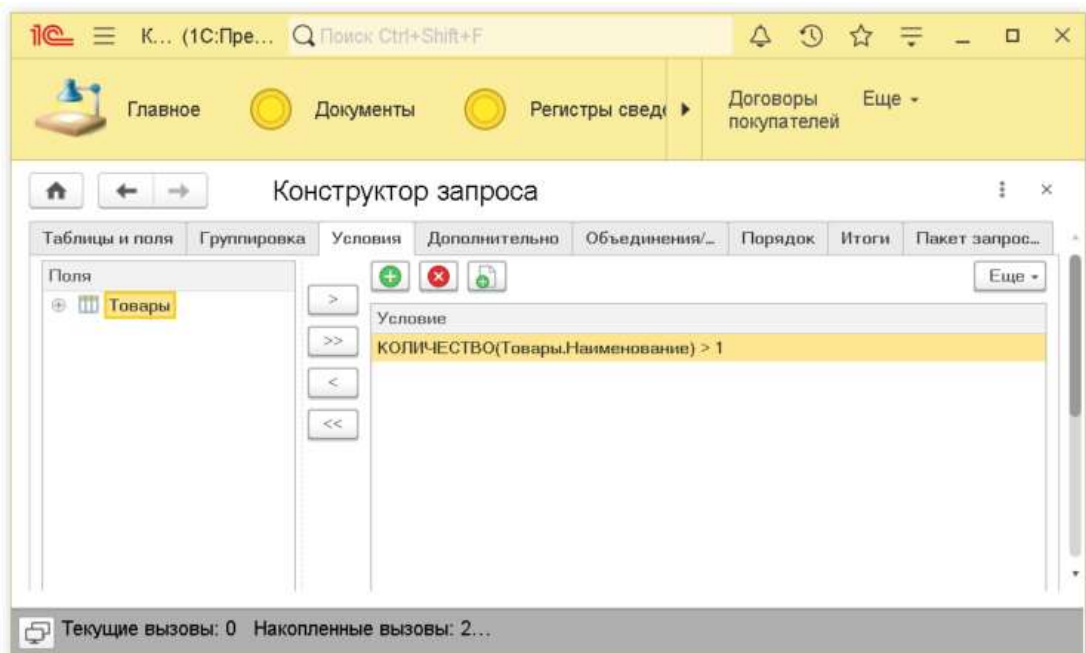 1С К... (1С:Пре... Поиск Ctrl+Shift+F
Главное Документы Регистры сведе Договоры покупателей Еще
Конструктор запроса
Таблицы и поля Группировка Условия Дополнительно Объединения/... Порядок Итоги Пакет запрос...
Поля
Товары
> 
>>
<
<<
Еще
Условие
КОЛИЧЕСТВО(Товары.Наименование) > 1
Текущие вызовы: 0 Накопленные вызовы: 2...